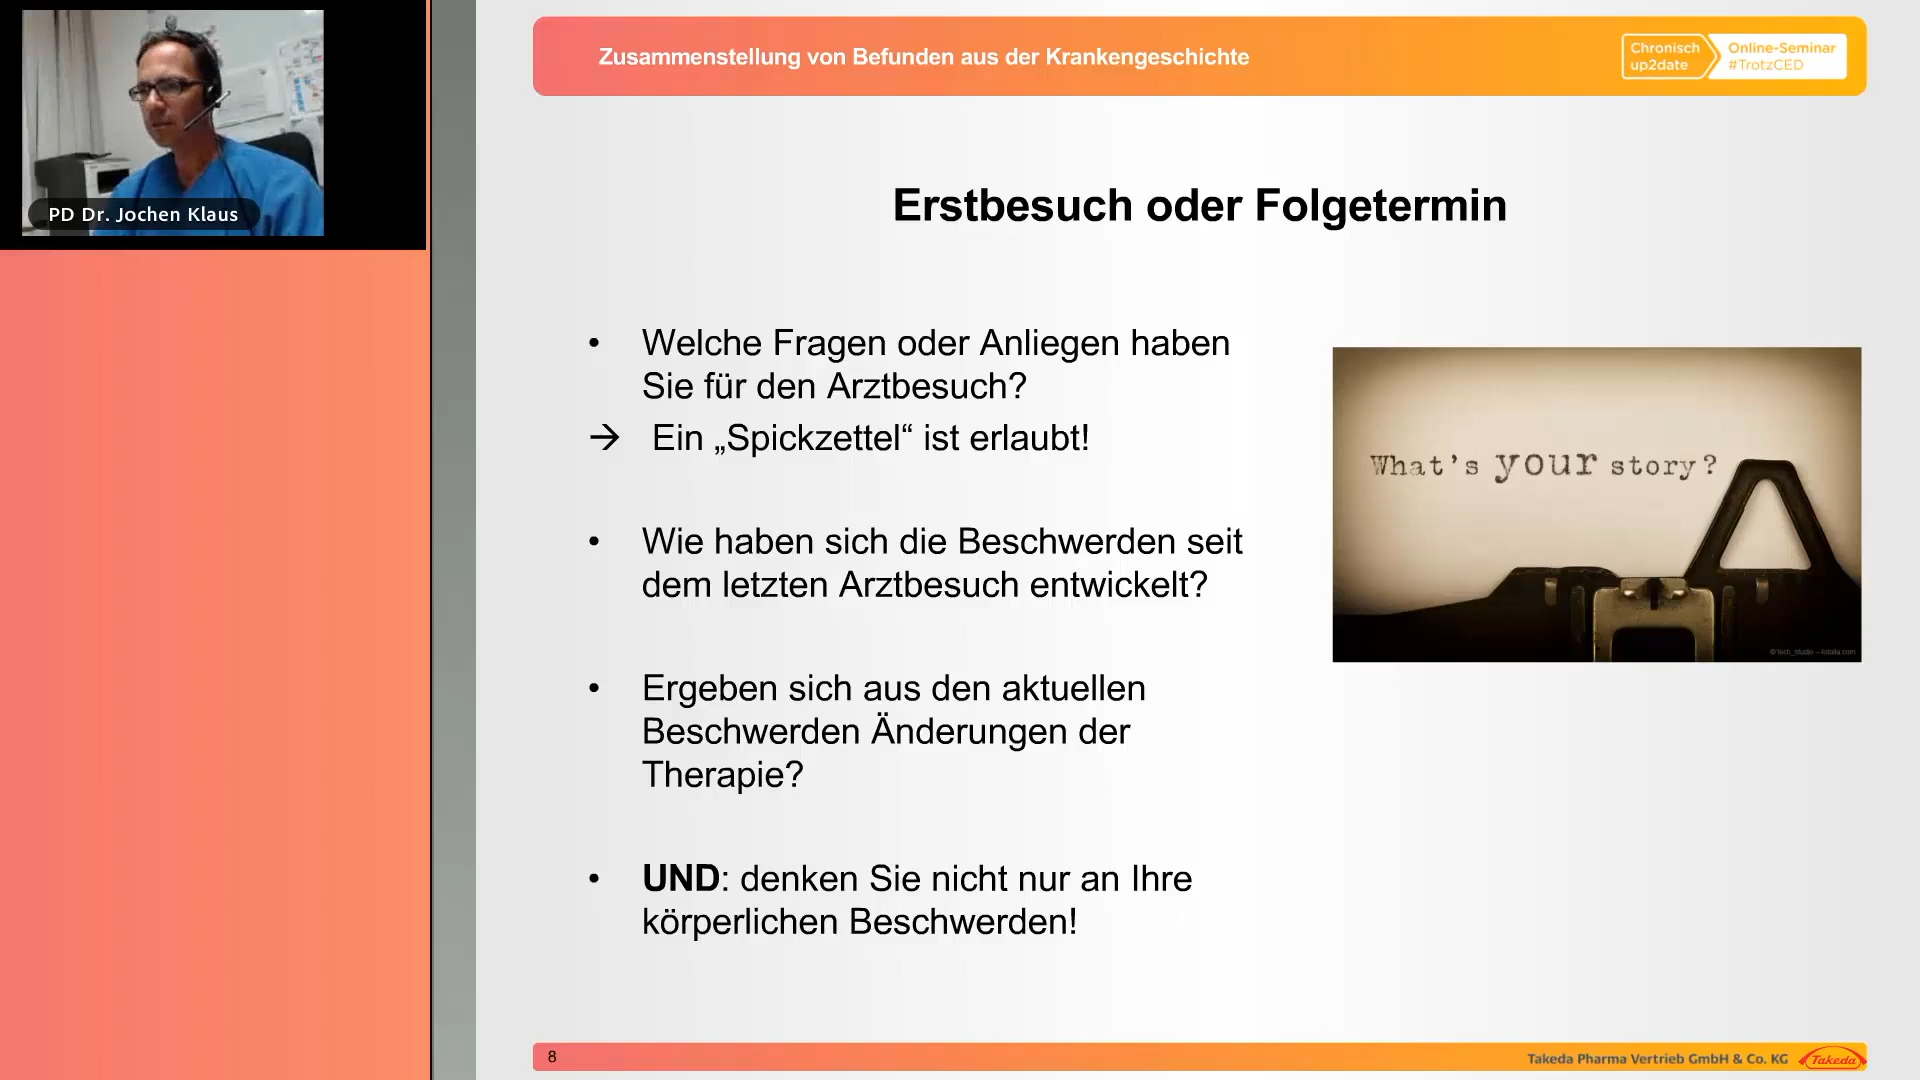 PD Dr. Jochen Klaus
Zusammenstellung von Befunden aus der Krankengeschichte
Chronisch
up2date
Online-Seminar
#TrotzCED
Erstbesuch oder Folgetermin
• Welche Fragen oder Anliegen haben
Sie für den Arztbesuch?
→ Ein „Spickzettel“ ist erlaubt!
• Wie haben sich die Beschwerden seit
dem letzten Arztbesuch entwickelt?
• Ergeben sich aus den aktuellen
Beschwerden Änderungen der
Therapie?
• UND: denken Sie nicht nur an Ihre
körperlichen Beschwerden!
What's your story?
© tech_studio – fotolia.com
8
Takeda Pharma Vertrieb GmbH & Co. KG
Takeda